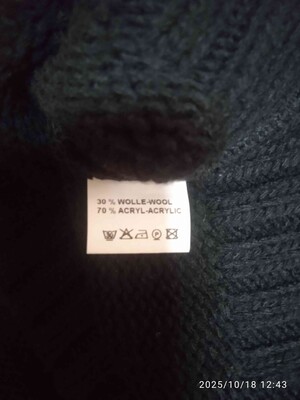 30 % WOLLE-WOOL
70 % ACRYL-ACRYLIC
2025/10/18 12:43